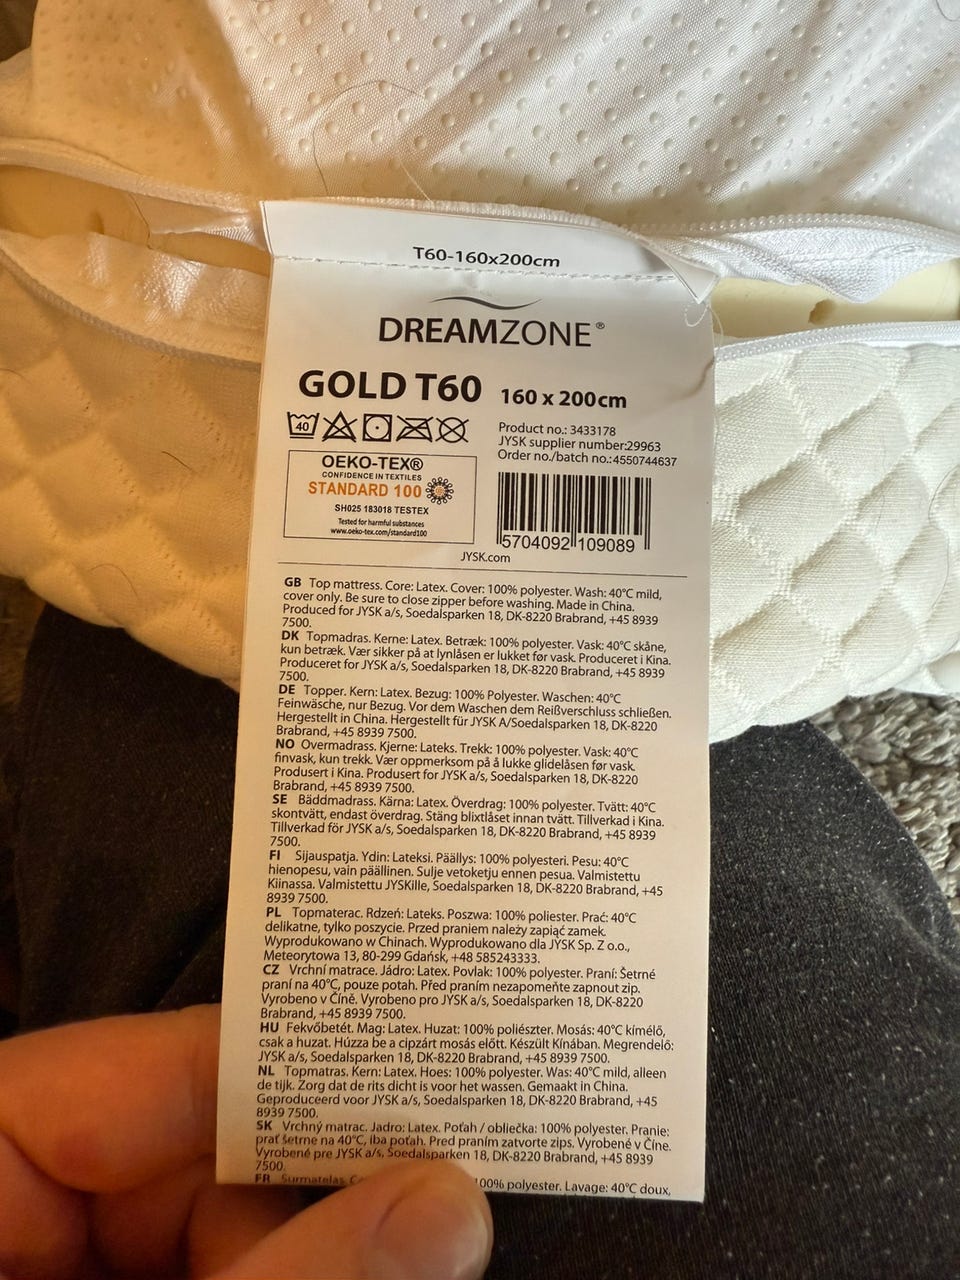 T60-160x200cm
DREAMZONE®
GOLD T60 160 x 200cm
40
Product no.: 3433178
JYSK supplier number:29963
Order no./batch no.:4550744637
OEKO-TEX®
CONFIDENCE IN TEXTILES
STANDARD 100
SH025 183018 TESTEX
Tested for harmful substances
www.oeko-tex.com/standard100
5704092 109089
JYSK.com
GB Top mattress. Core: Latex. Cover: 100% polyester. Wash: 40°C mild,
cover only. Be sure to close zipper before washing. Made in China.
Produced for JYSK a/s, Soedalsparken 18, DK-8220 Brabrand, +45 8939
7500.
DK Topmadras. Kerne: Latex. Betræk: 100% polyester. Vask: 40°C skåne,
kun betræk. Vær sikker på at lynlåsen er lukket før vask. Produceret i Kina.
Produceret for JYSK a/s, Soedalsparken 18, DK-8220 Brabrand, +45 8939
7500.
DE Topper. Kern: Latex. Bezug: 100% Polyester. Waschen: 40°C
Feinwäsche, nur Bezug. Vor dem Waschen dem Reißverschluss schließen.
Hergestellt in China. Hergestellt für JYSK A/Soedalsparken 18, DK-8220
Brabrand, +45 8939 7500.
NO Overmadrass. Kjerne: Lateks. Trekk: 100% polyester. Vask: 40°C
finvask, kun trekk. Vær oppmerksom på å lukke glidelåsen før vask.
Produsert i Kina. Produsert for JYSK a/s, Soedalsparken 18, DK-8220
Brabrand, +45 8939 7500.
SE Bäddmadrass. Kärna: Latex. Överdrag: 100% polyester. Tvätt: 40°C
skontvätt, endast överdrag. Stäng blixtlåset innan tvätt. Tillverkad i Kina.
Tillverkad för JYSK a/s, Soedalsparken 18, DK-8220 Brabrand, +45 8939
7500.
FI Sijauspatja. Ydin: Lateksi. Päällys: 100% polyesteri. Pesu: 40°C
hienopesu, vain päällinen. Sulje vetoketju ennen pesua. Valmistettu
Kiinassa. Valmistettu JYSKille, Soedalsparken 18, DK-8220 Brabrand, +45
8939 7500.
PL Topmaterac. Rdzeń: Lateks. Poszwa: 100% poliester. Prać: 40°C
delikatne, tylko poszycie. Przed praniem należy zapiąć zamek.
Wyprodukowano w Chinach. Wyprodukowano dla JYSK Sp. Z o.o.,
Meteorytowa 13, 80-299 Gdańsk, +48 585243333.
CZ Vrchní matrace. Jádro: Latex. Povlak: 100% polyester. Praní: Šetrné
praní na 40°C, pouze potah. Před praním nezapomeňte zapnout zip.
Vyrobeno v Číně. Vyrobeno pro JYSK a/s, Soedalsparken 18, DK-8220
Brabrand, +45 8939 7500.
HU Fekvőbetét. Mag: Latex. Huzat: 100% poliészter. Mosás: 40°C kímélő,
csak a huzat. Húzza be a cipzárt mosás előtt. Készült Kínában. Megrendelő:
JYSK a/s, Soedalsparken 18, DK-8220 Brabrand, +45 8939 7500.
NL Topmatras. Kern: Latex. Hoes: 100% polyester. Was: 40°C mild, alleen
de tijk. Zorg dat de rits dicht is voor het wassen. Gemaakt in China.
Geproduceerd voor JYSK a/s, Soedalsparken 18, DK-8220 Brabrand, +45
8939 7500.
SK Vrchný matrac. Jadro: Latex. Poťah / obliečka: 100% polyester. Pranie:
prať šetrne na 40°C, iba poťah. Pred praním zatvorte zips. Vyrobené v Číne.
Vyrobené pre JYSK a/s, Soedalsparken 18, DK-8220 Brabrand, +45 8939
7500.
FR Surmatelas. 100% polyester. Lavage: 40°C doux,